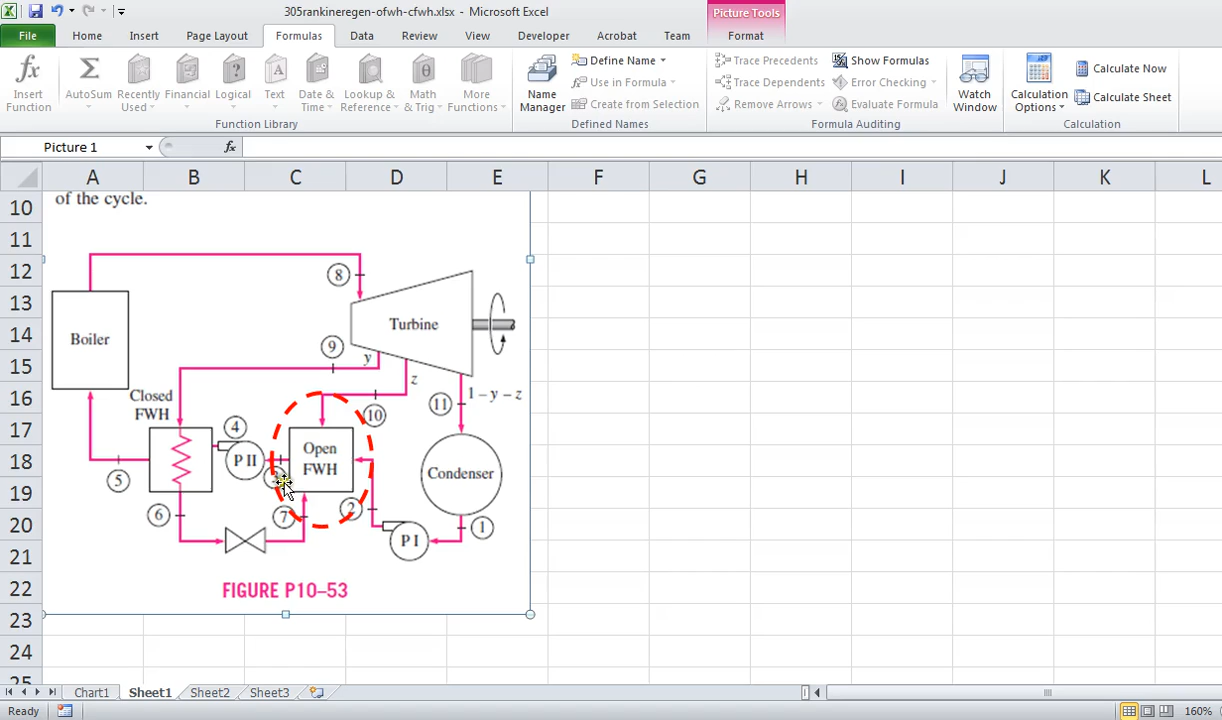 305rankineregen-ofwh-cfwh.xlsx - Microsoft Excel
Picture Tools
File Home Insert Page Layout Formulas Data Review View Developer Acrobat Team Format
Insert Function
AutoSum
Recently Used
Financial
Logical
Text
Date & Time
Lookup & Reference
Math & Trig
More Functions
Function Library
Name Manager
Define Name
Use in Formula
Create from Selection
Defined Names
Trace Precedents
Trace Dependents
Remove Arrows
Show Formulas
Error Checking
Evaluate Formula
Formula Auditing
Watch Window
Calculation Options
Calculate Now
Calculate Sheet
Calculation
Picture 1
fx
A B C D E F G H I J K L
10
11
12
13
14
15
16
17
18
19
20
21
22
23
24
25
of the cycle.
8
Boiler
Turbine
9
y
z
Closed
FWH
10
11
1 – y – z
4
P II
Open
FWH
Condenser
5
6
7
2
1
P I
FIGURE P10–53
Chart1 Sheet1 Sheet2 Sheet3
Ready
160%